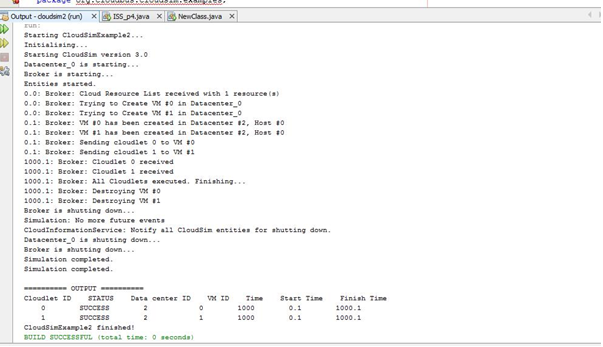 package org.cloudbus.cloudsim.examples;
Output - cloudsim2 (run) ISS_p4.java NewClass.java
run:
Starting CloudSimExample2...
Initialising...
Starting CloudSim version 3.0
Datacenter_0 is starting...
Broker is starting...
Entities started.
0.0: Broker: Cloud Resource List received with 1 resource(s)
0.0: Broker: Trying to Create VM #0 in Datacenter_0
0.0: Broker: Trying to Create VM #1 in Datacenter_0
0.1: Broker: VM #0 has been created in Datacenter #2, Host #0
0.1: Broker: VM #1 has been created in Datacenter #2, Host #0
0.1: Broker: Sending cloudlet 0 to VM #0
0.1: Broker: Sending cloudlet 1 to VM #1
1000.1: Broker: Cloudlet 0 received
1000.1: Broker: Cloudlet 1 received
1000.1: Broker: All Cloudlets executed. Finishing...
1000.1: Broker: Destroying VM #0
1000.1: Broker: Destroying VM #1
Broker is shutting down...
Simulation: No more future events
CloudInformationService: Notify all CloudSim entities for shutting down.
Datacenter_0 is shutting down...
Broker is shutting down...
Simulation completed.
Simulation completed.
========== OUTPUT ==========
Cloudlet ID STATUS Data center ID VM ID Time Start Time Finish Time
0 SUCCESS 2 0 1000 0.1 1000.1
1 SUCCESS 2 1 1000 0.1 1000.1
CloudSimExample2 finished!
BUILD SUCCESSFUL (total time: 0 seconds)